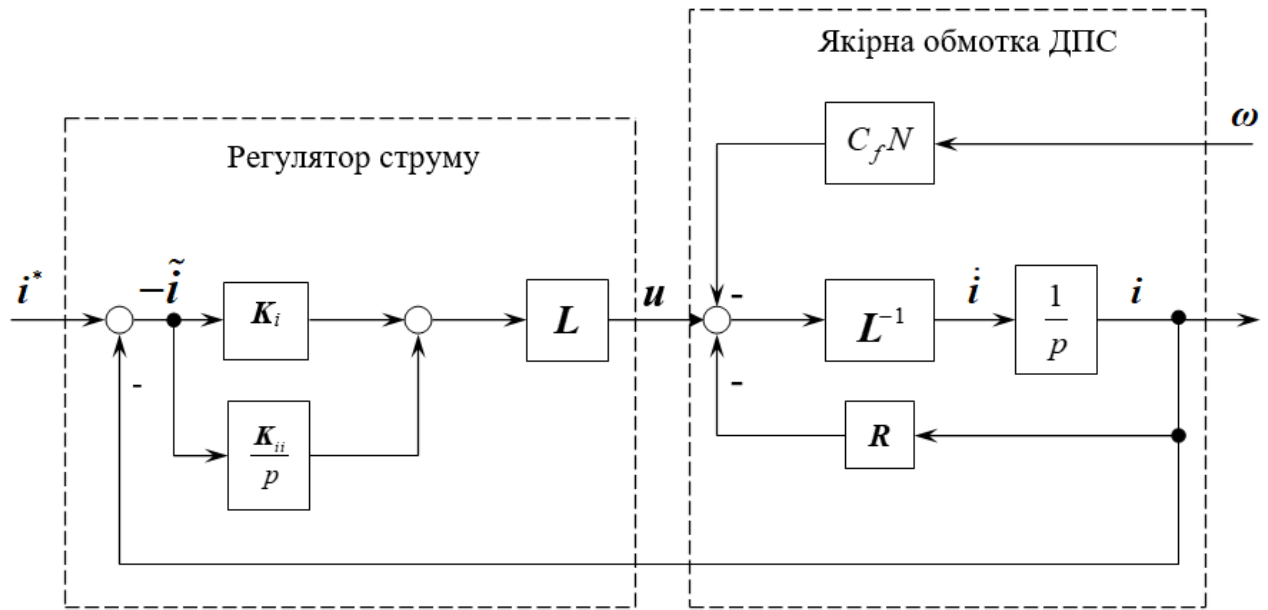 Якірна обмотка ДПС
ω
C_f N
Регулятор струму
i*
-ĩ
K_i
L
u
-
L⁻¹
i̇
1/p
i
-
-
K_ii/p
R